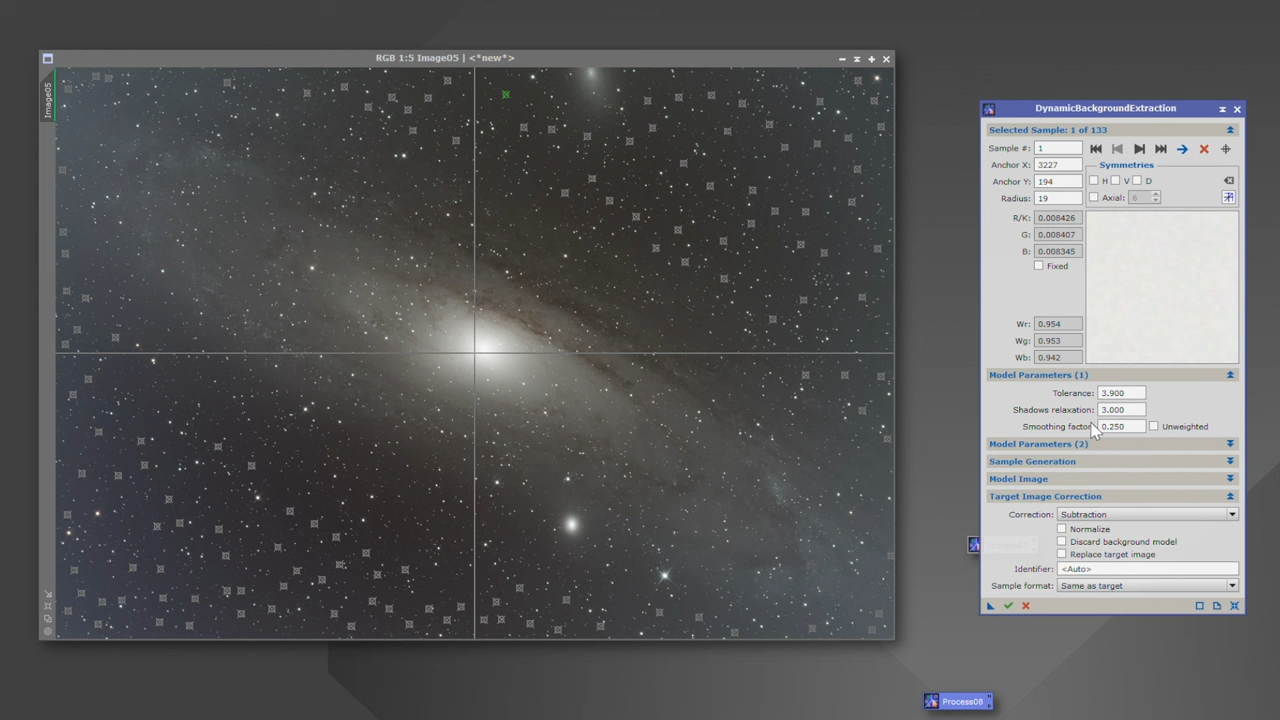 RGB 1:5 Image05 | <*new*>
Image05
DynamicBackgroundExtraction
Selected Sample: 1 of 133
Sample #: 1
Anchor X: 3227
Symmetries
Anchor Y: 194
H V D
Radius: 19
Axial: 6
R/K: 0.008426
G: 0.008407
B: 0.008345
Fixed
Wr: 0.954
Wg: 0.953
Wb: 0.942
Model Parameters (1)
Tolerance: 3.900
Shadows relaxation: 3.000
Smoothing factor 0.250 Unweighted
Model Parameters (2)
Sample Generation
Model Image
Target Image Correction
Correction: Subtraction
Normalize
Discard background model
Replace target image
Identifier: <Auto>
Sample format: Same as target
Process08